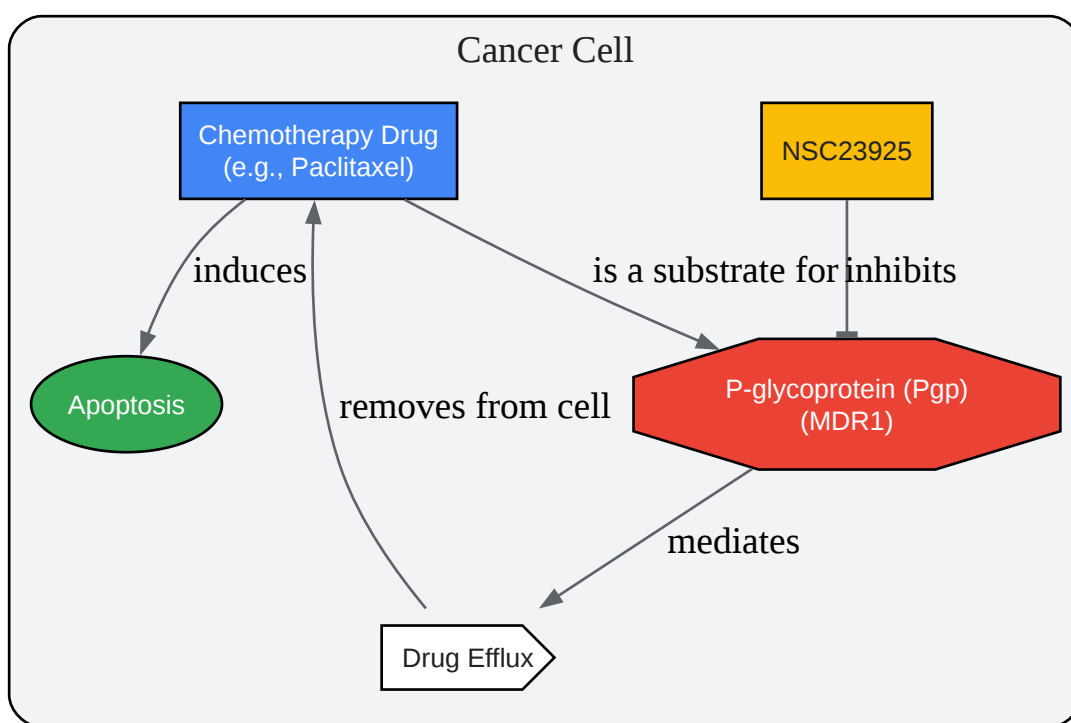 Cancer Cell
Chemotherapy Drug
(e.g., Paclitaxel)
NSC23925
induces
is a substrate for
inhibits
Apoptosis
removes from cell
P-glycoprotein (Pgp)
(MDR1)
mediates
Drug Efflux